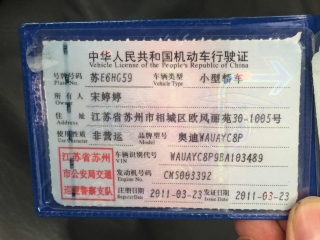 中华人民共和国机动车行驶证
Vehicle License of the People's Republic of China
号牌号码 苏E6HG59 车辆类型 小型轿车
Plate No. Vehicle Type
所有人 宋婷婷
Owner
住址 江苏省苏州市相城区欧风丽苑30-1005号
Address
使用性质 非营运 品牌型号 奥迪WAUAYC8P
Use Character Model
江苏省苏州市公安局交通巡逻警察支队
车辆识别代号 WAUAYC8P9BA103489
VIN
发动机号码 CNS003392
Engine No.
注册日期 2011-03-23 发证日期 2011-03-23
Register Date Issue Date